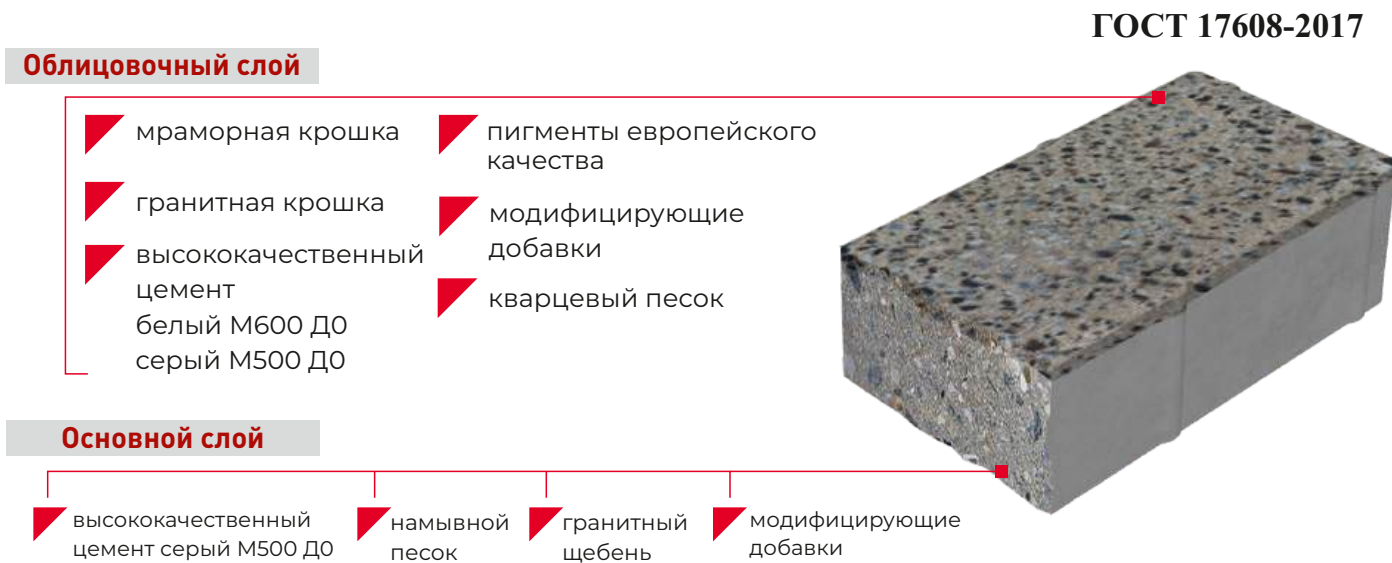 ГОСТ 17608-2017
Облицовочный слой
мраморная крошка
гранитная крошка
высококачественный
цемент
белый М600 Д0
серый М500 Д0
пигменты европейского
качества
модифицирующие
добавки
кварцевый песок
Основной слой
высококачественный
цемент серый М500 Д0
намывной
песок
гранитный
щебень
модифицирующие
добавки